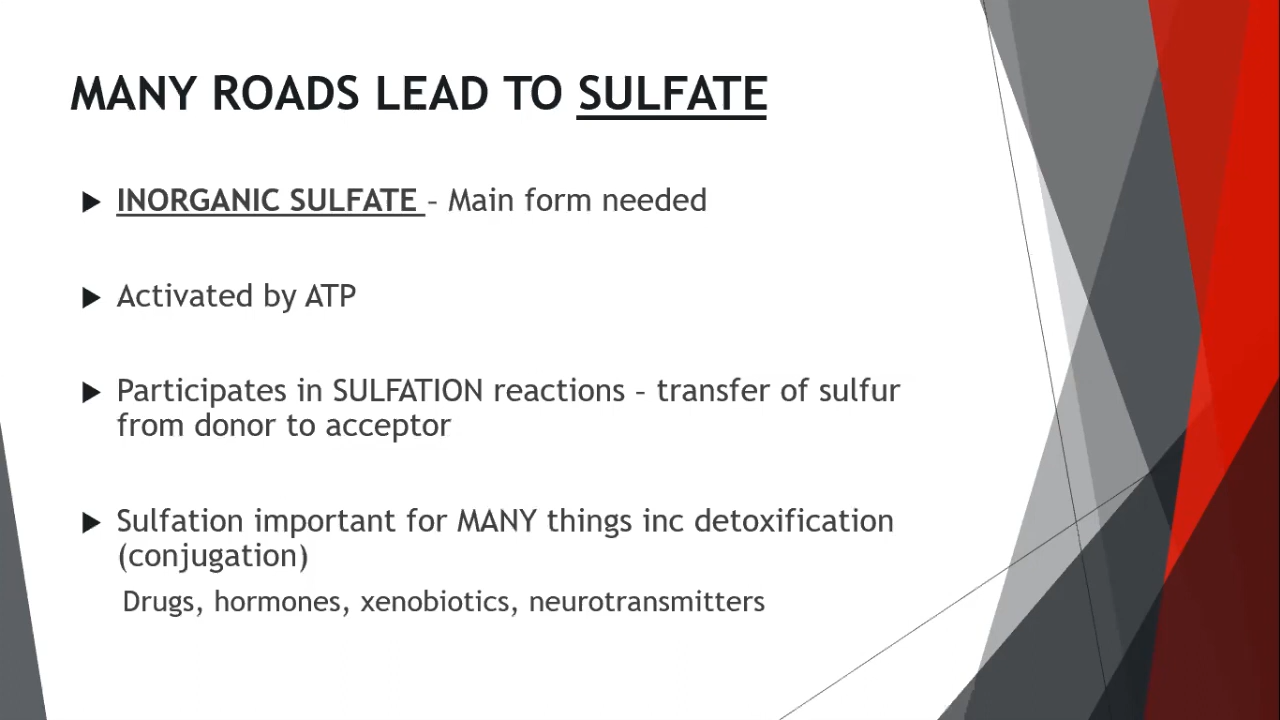 MANY ROADS LEAD TO SULFATE
INORGANIC SULFATE – Main form needed
Activated by ATP
Participates in SULFATION reactions – transfer of sulfur
from donor to acceptor
Sulfation important for MANY things inc detoxification
(conjugation)
Drugs, hormones, xenobiotics, neurotransmitters